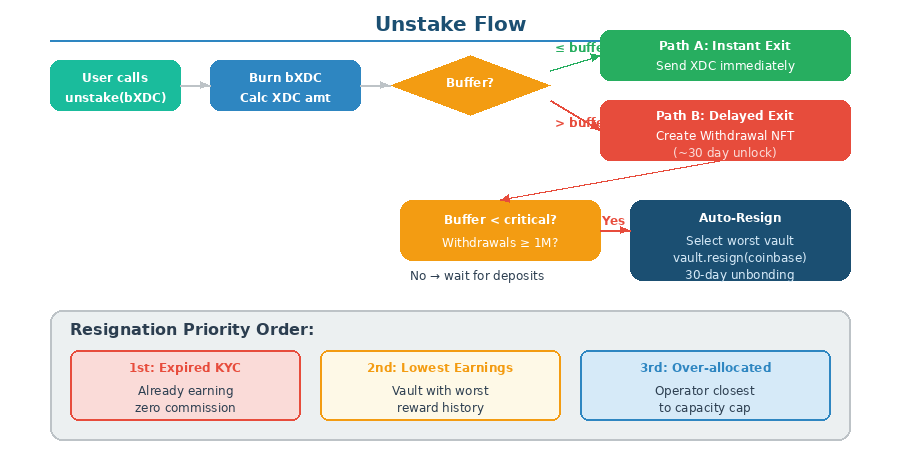 Unstake Flow
User calls
unstake(bXDC)
Burn bXDC
Calc XDC amt
Buffer?
≤ buffe
Path A: Instant Exit
Send XDC immediately
> buffe
Path B: Delayed Exit
Create Withdrawal NFT
(~30 day unlock)
Buffer < critical?
Withdrawals ≥ 1M?
Yes
No → wait for deposits
Auto-Resign
Select worst vault
vault.resign(coinbase)
30-day unbonding
Resignation Priority Order:
1st: Expired KYC
Already earning
zero commission
2nd: Lowest Earnings
Vault with worst
reward history
3rd: Over-allocated
Operator closest
to capacity cap